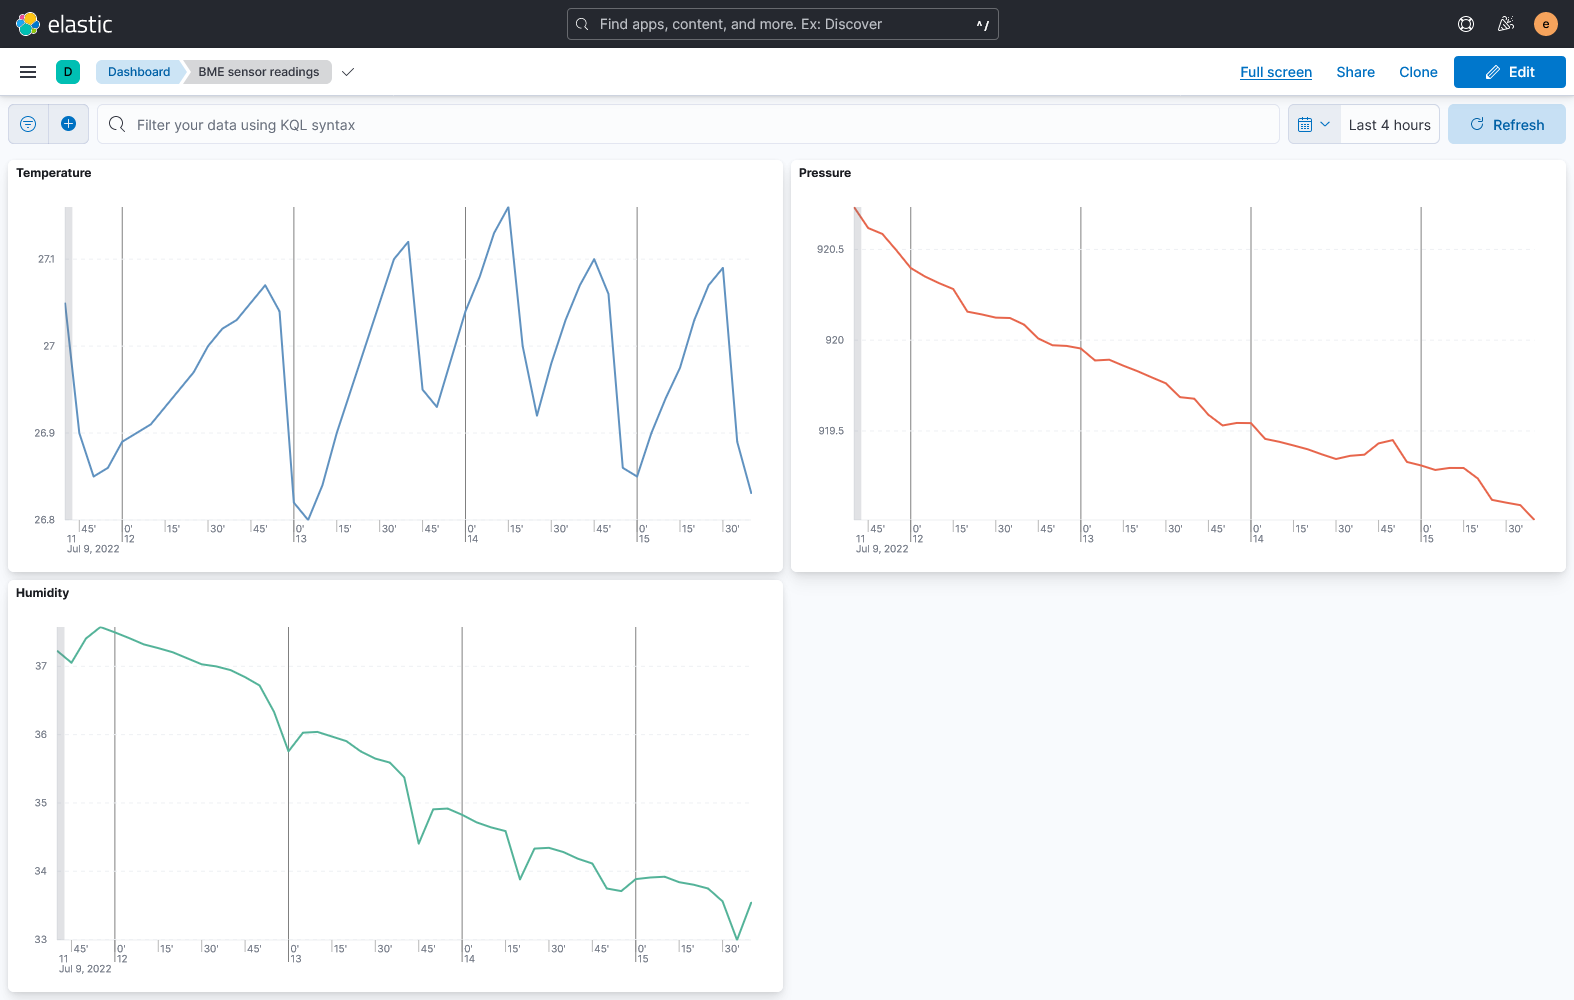 elastic
Find apps, content, and more. Ex: Discover ^/
e
D Dashboard BME sensor readings
Full screen Share Clone Edit
Filter your data using KQL syntax
Last 4 hours
Refresh
Temperature
27.1
27
26.9
26.8
45' 0' 15' 30' 45' 0' 15' 30' 45' 0' 15' 30' 45' 0' 15' 30'
11 12 13 14 15
Jul 9, 2022
Pressure
920.5
920
919.5
45' 0' 15' 30' 45' 0' 15' 30' 45' 0' 15' 30' 45' 0' 15' 30'
11 12 13 14 15
Jul 9, 2022
Humidity
37
36
35
34
33
45' 0' 15' 30' 45' 0' 15' 30' 45' 0' 15' 30' 45' 0' 15' 30'
11 12 13 14 15
Jul 9, 2022